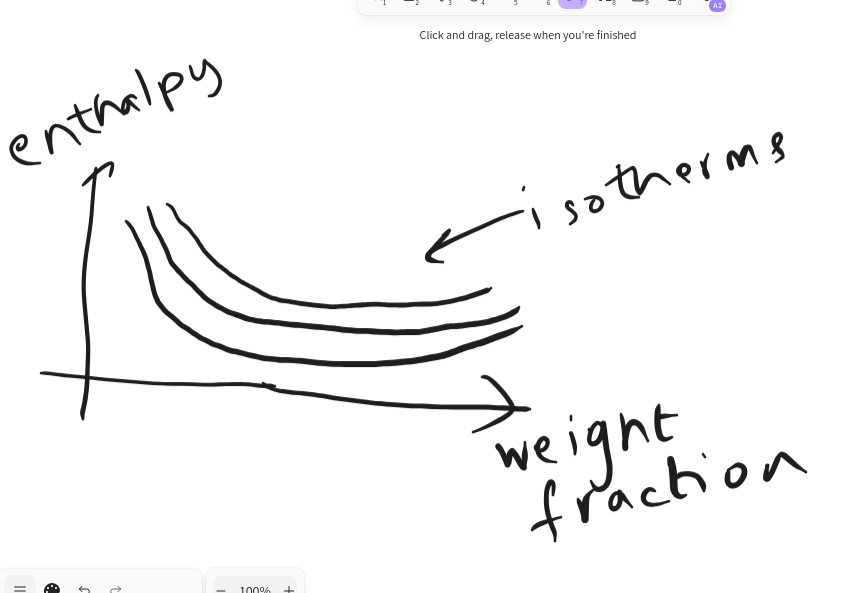 Click and drag, release when you're finished
enthalpy
isotherms
weight
fraction
100%